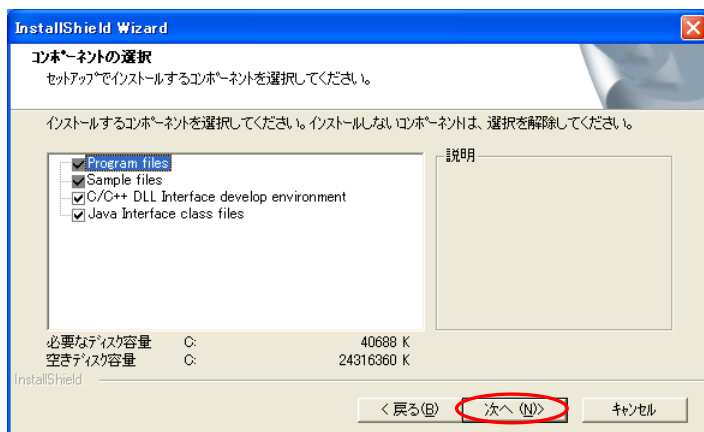 InstallShield Wizard
コンポーネントの選択
セットアップでインストールするコンポーネントを選択してください。
インストールするコンポーネントを選択してください。インストールしないコンポーネントは、選択を解除してください。
Program files
Sample files
C/C++ DLL Interface develop environment
Java Interface class files
説明
必要なディスク容量 C: 40688 K
空きディスク容量 C: 24316360 K
InstallShield
< 戻る(B) 次へ (N)> キャンセル